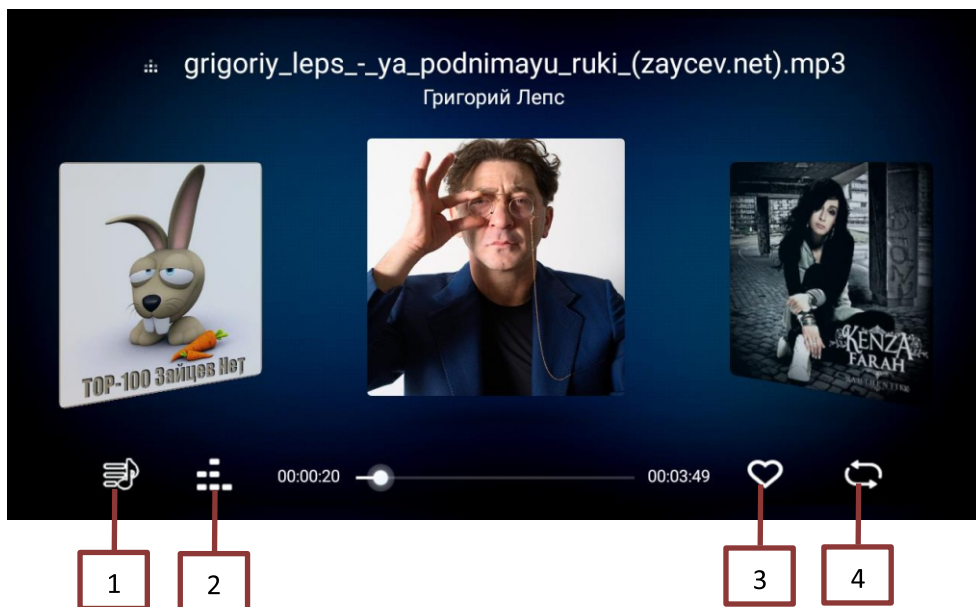 grigoriy_leps_-_ya_podnimayu_ruki_(zaycev.net).mp3
Григорий Лепс
TOP-100 Зайцев Нет
KENZA
FARAH
00:00:20
00:03:49
1
2
3
4